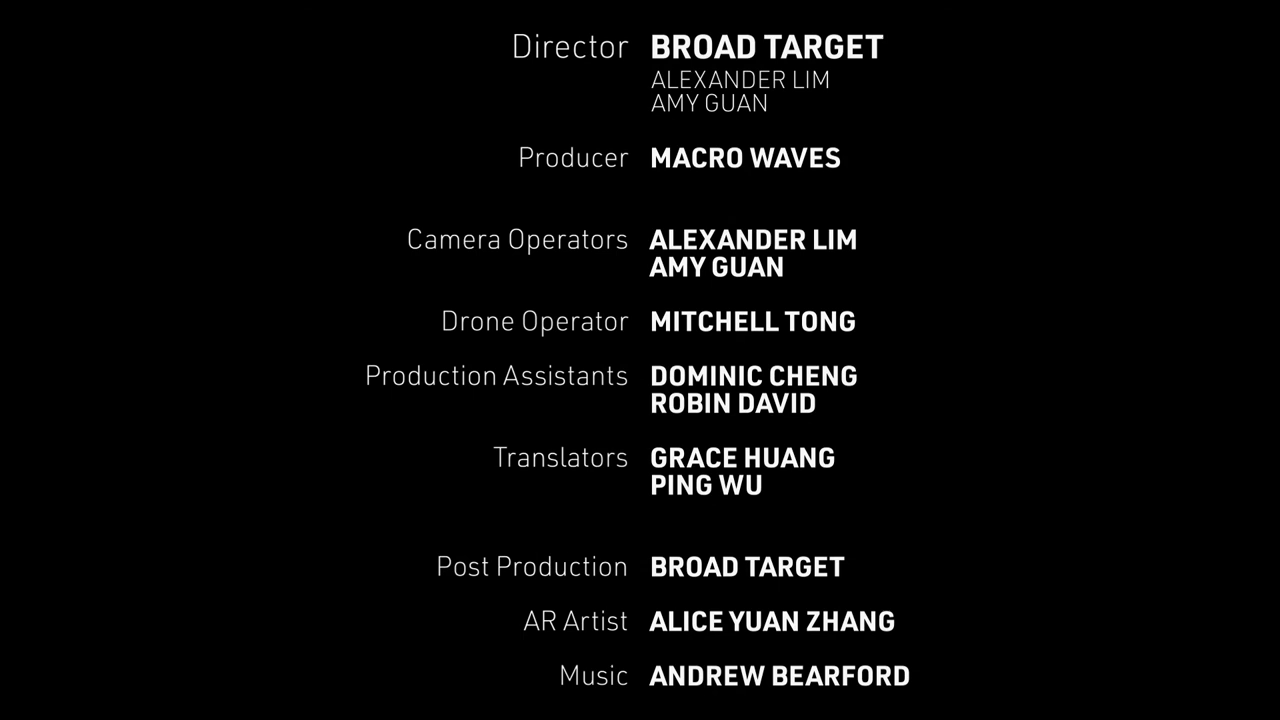 Director BROAD TARGET
ALEXANDER LIM
AMY GUAN
Producer MACRO WAVES
Camera Operators ALEXANDER LIM
AMY GUAN
Drone Operator MITCHELL TONG
Production Assistants DOMINIC CHENG
ROBIN DAVID
Translators GRACE HUANG
PING WU
Post Production BROAD TARGET
AR Artist ALICE YUAN ZHANG
Music ANDREW BEARFORD